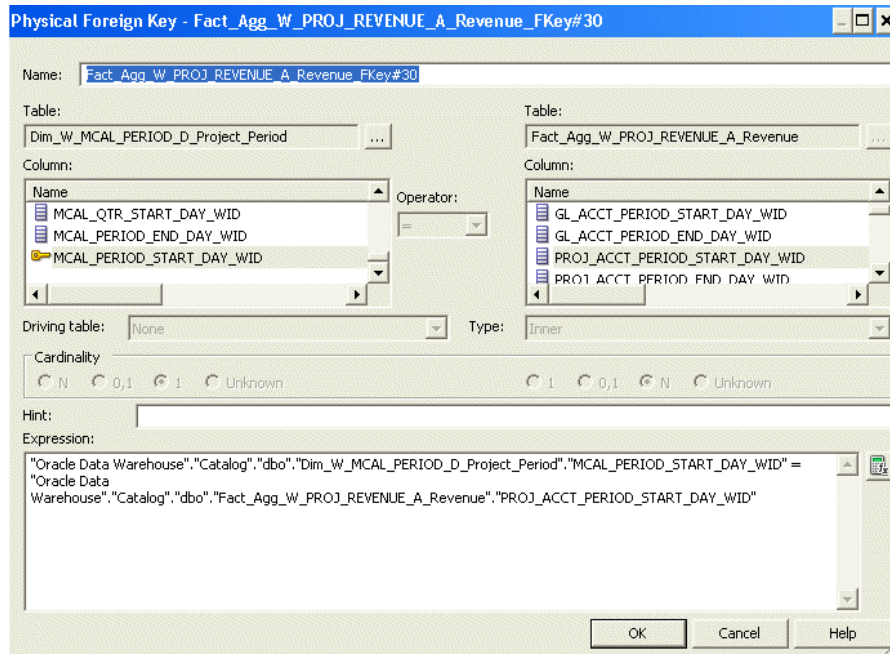 Physical Foreign Key - Fact_Agg_W_PROJ_REVENUE_A_Revenue_FKey#30
Name: Fact_Agg_W_PROJ_REVENUE_A_Revenue_FKey#30
Table: Table:
Dim_W_MCAL_PERIOD_D_Project_Period ... Fact_Agg_W_PROJ_REVENUE_A_Revenue ...
Column: Column:
Name Operator: Name
MCAL_QTR_START_DAY_WID = GL_ACCT_PERIOD_START_DAY_WID
MCAL_PERIOD_END_DAY_WID GL_ACCT_PERIOD_END_DAY_WID
MCAL_PERIOD_START_DAY_WID PROJ_ACCT_PERIOD_START_DAY_WID
PROJ_ACCT_PERIOD_END_DAY_WID
Driving table: None Type: Inner
Cardinality
N 0,1 1 Unknown 1 0,1 N Unknown
Hint:
Expression:
"Oracle Data Warehouse"."Catalog"."dbo"."Dim_W_MCAL_PERIOD_D_Project_Period"."MCAL_PERIOD_START_DAY_WID" =
"Oracle Data
Warehouse"."Catalog"."dbo"."Fact_Agg_W_PROJ_REVENUE_A_Revenue"."PROJ_ACCT_PERIOD_START_DAY_WID"
OK Cancel Help